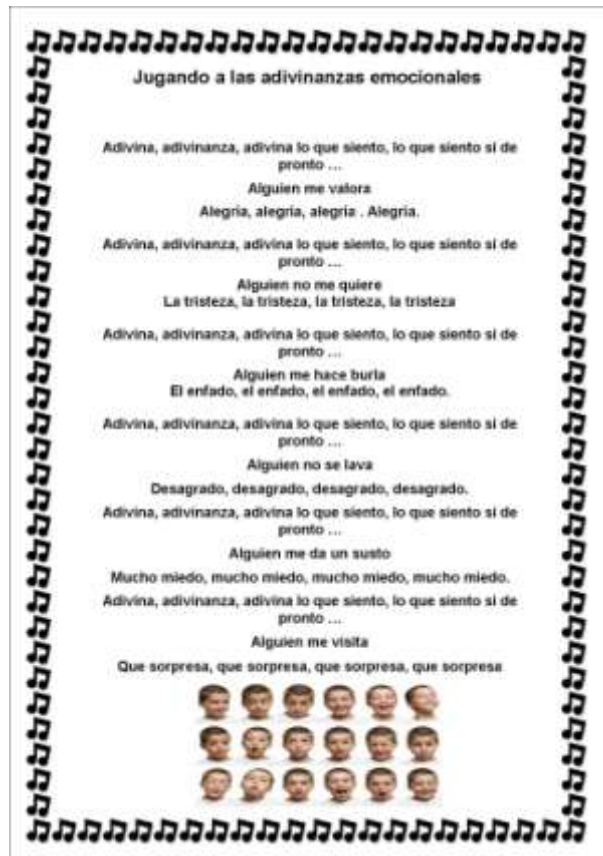 Jugando a las adivinanzas emocionales
Adivina, adivinanza, adivina lo que siento, lo que siento si de
pronto ...
Alguien me valora
Alegría, alegría, alegría . Alegría.
Adivina, adivinanza, adivina lo que siento, lo que siento si de
pronto ...
Alguien no me quiere
La tristeza, la tristeza, la tristeza, la tristeza
Adivina, adivinanza, adivina lo que siento, lo que siento si de
pronto ...
Alguien me hace burla
El enfado, el enfado, el enfado, el enfado.
Adivina, adivinanza, adivina lo que siento, lo que siento si de
pronto ...
Alguien no se lava
Desagrado, desagrado, desagrado, desagrado.
Adivina, adivinanza, adivina lo que siento, lo que siento si de
pronto ...
Alguien me da un susto
Mucho miedo, mucho miedo, mucho miedo, mucho miedo.
Adivina, adivinanza, adivina lo que siento, lo que siento si de
pronto ...
Alguien me visita
Que sorpresa, que sorpresa, que sorpresa, que sorpresa